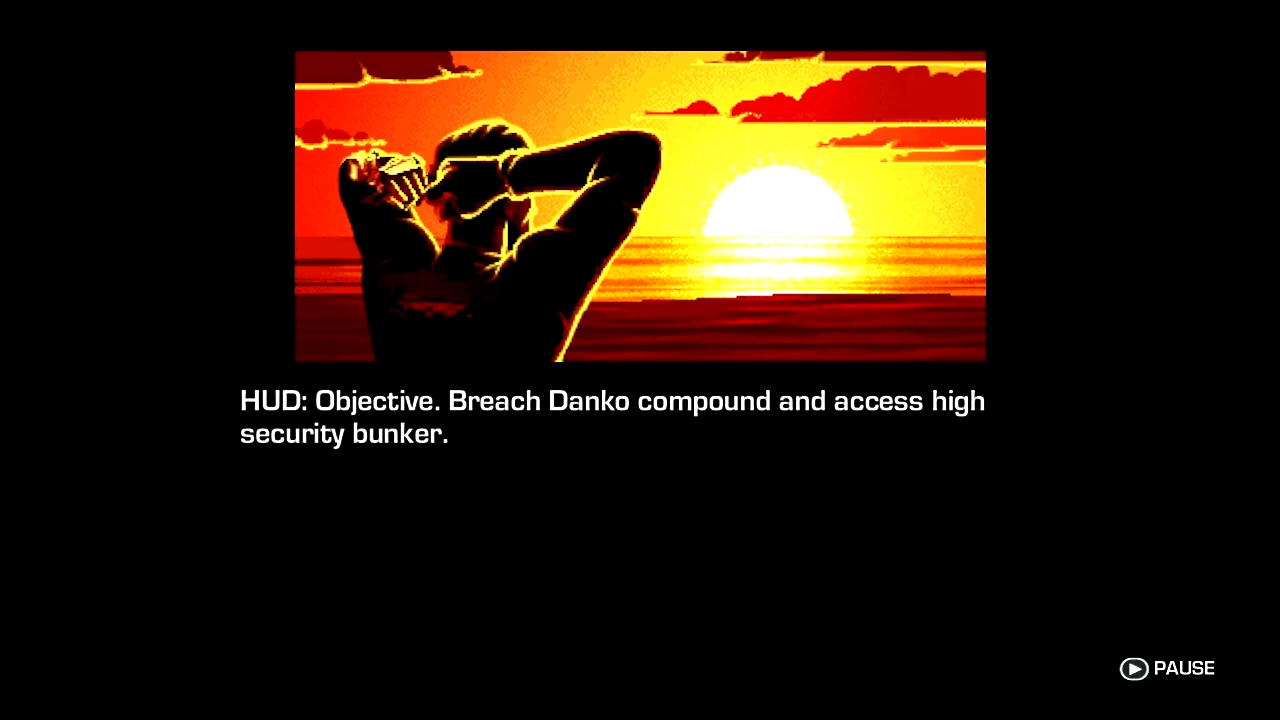 HUD: Objective. Breach Danko compound and access high
security bunker.
PAUSE